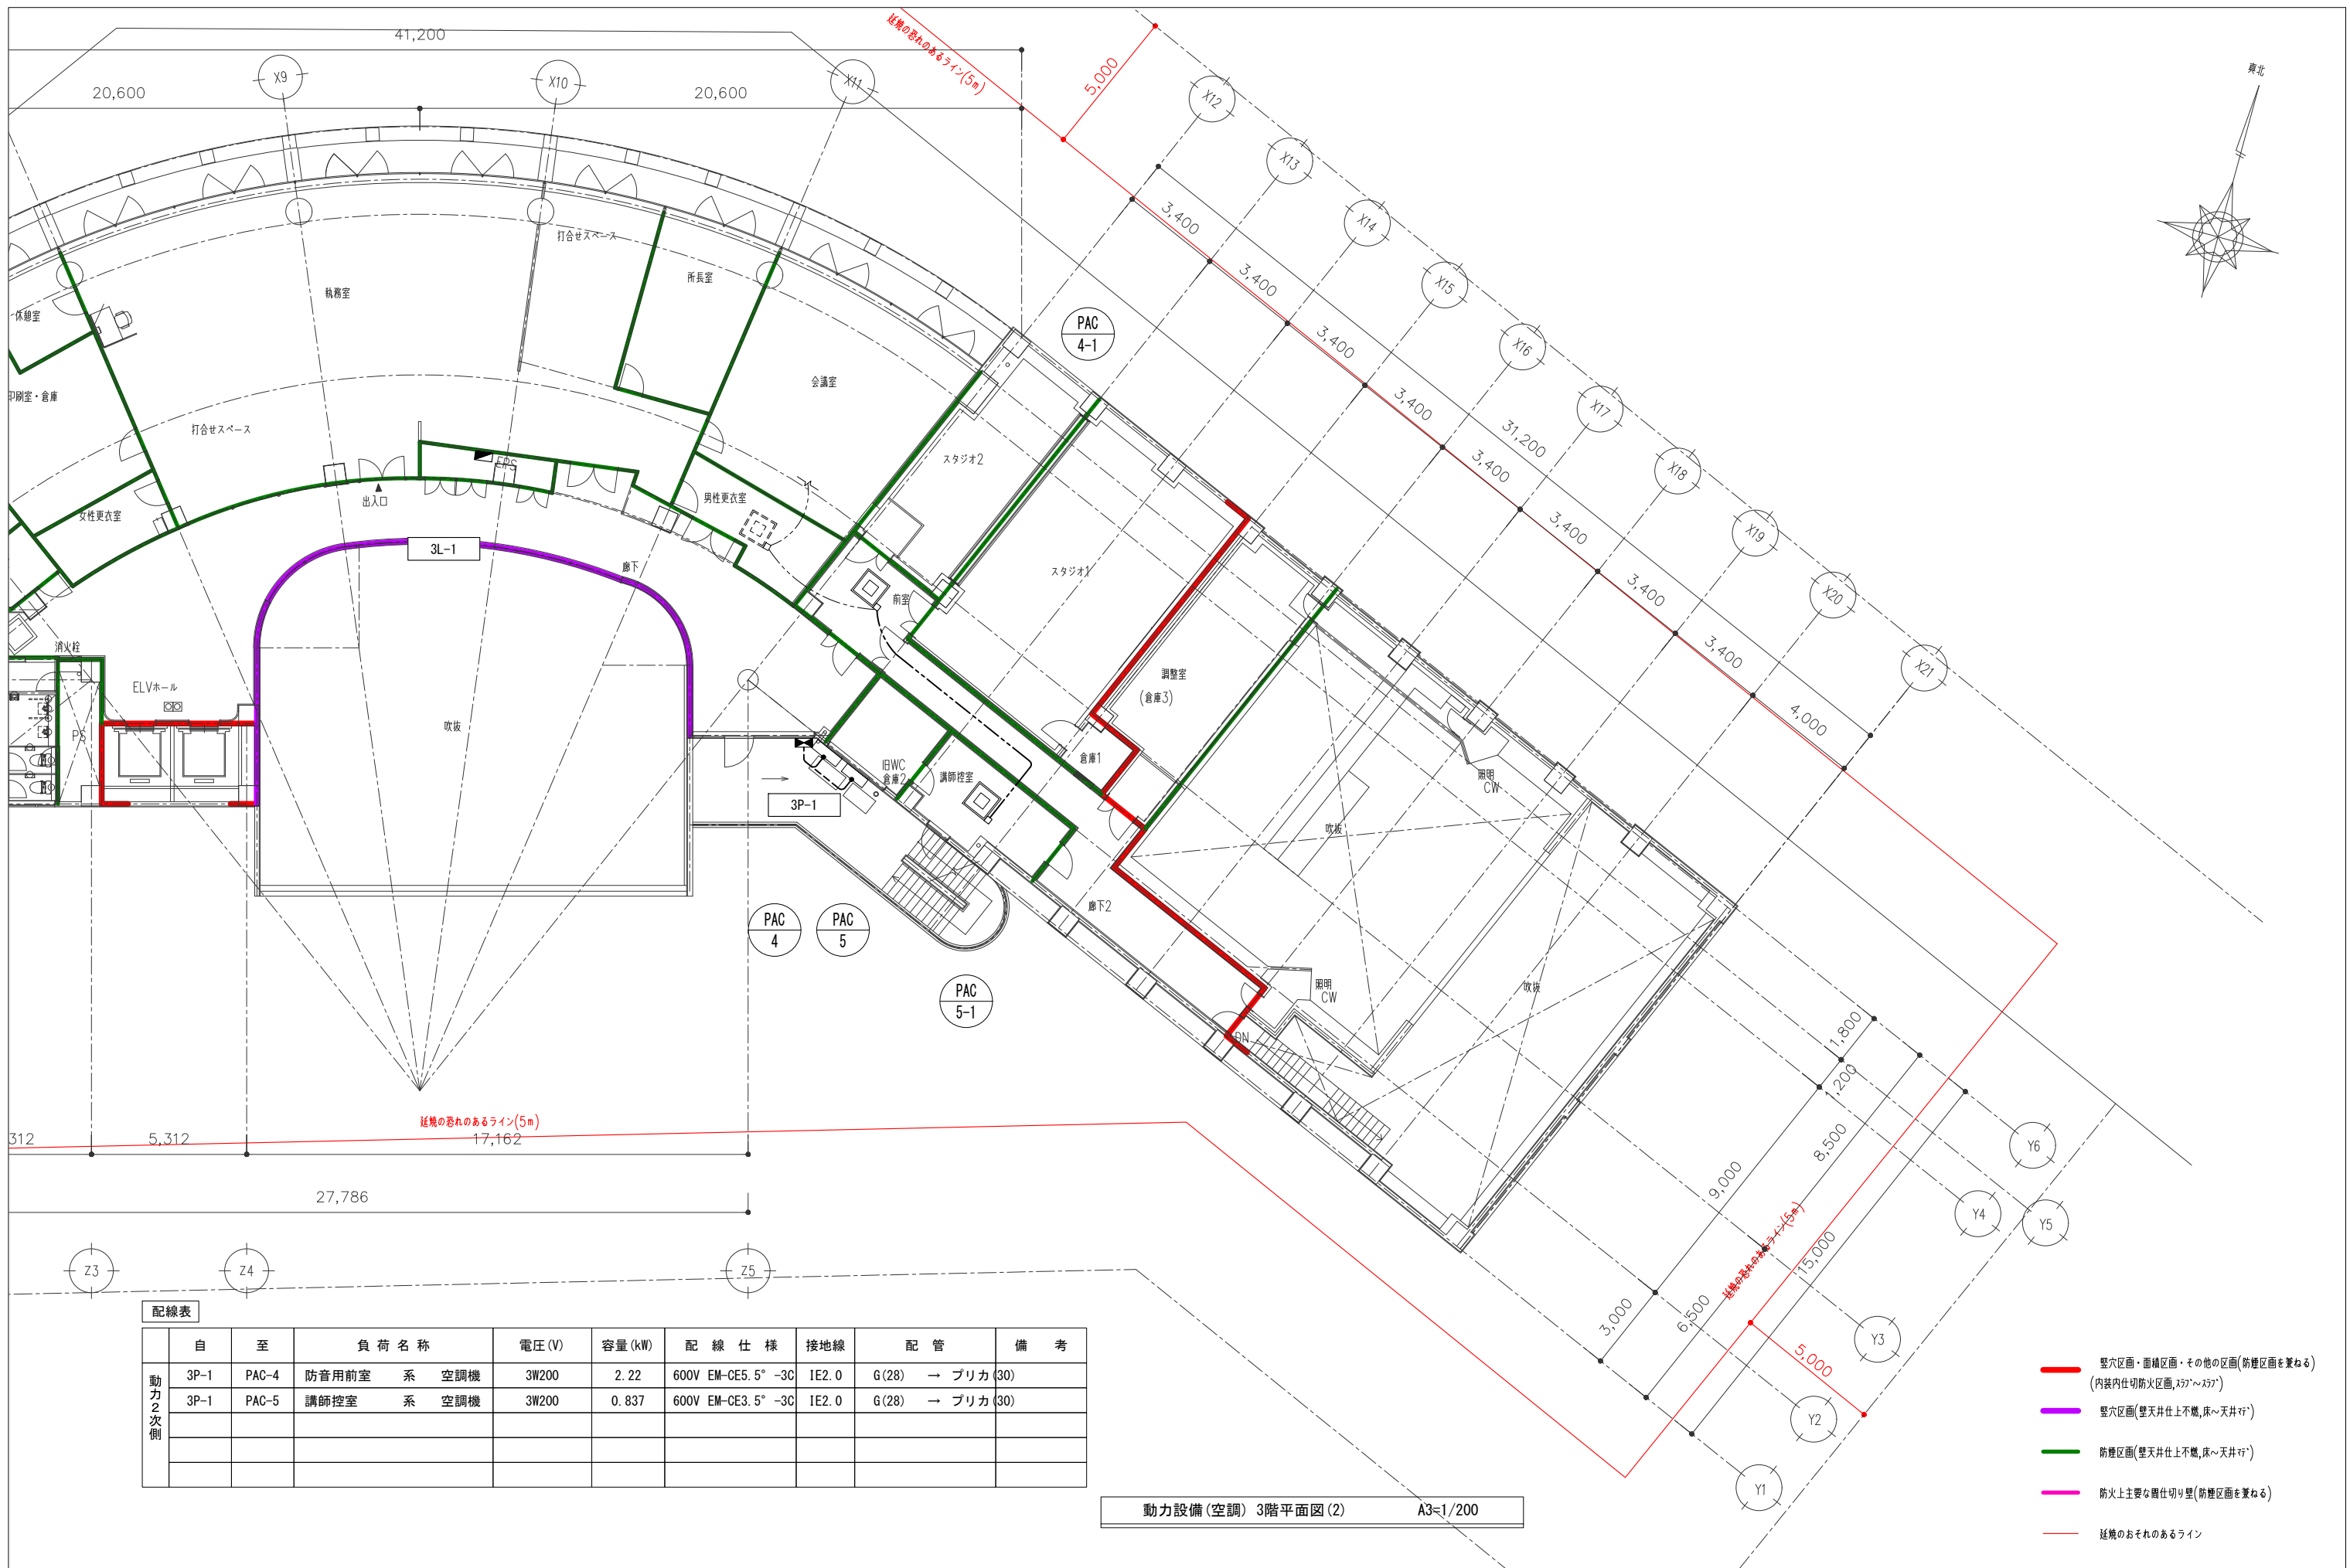 41,200
延焼の恐れのあるライン(5m)
5,000
真北
20,600
X9
X10
20,600
X11
X12
X13
X14
X15
X16
X17
X18
X19
X20
X21
3,400
3,400
3,400
3,400
3,400
3,400
3,400
3,400
4,000
31,200
打合せスペース
所長室
執務室
休憩室
PAC
4-1
会議室
印刷室・倉庫
打合せスペース
スタジオ2
EPS
男性更衣室
出入口
女性更衣室
3L-1
廊下
スタジオ1
前室
消火栓
調整室
(倉庫3)
ELVホール
PS
吹抜
倉庫1
IBWC
倉庫2
講師控室
照明
CW
3P-1
吹抜
廊下2
PAC
4
PAC
5
PAC
5-1
照明
CW
吹抜
DN
1,800
1,200
9,000
8,500
3,000
6,500
15,000
延焼の恐れのあるライン(5m)
5,000
Y6
Y5
Y4
Y3
Y2
Y1
延焼の恐れのあるライン(5m)
312
5,312
17,162
27,786
Z3
Z4
Z5
配線表
自 至 負荷名称 電圧(V) 容量(kW) 配線仕様 接地線 配管 備考
動力2次側
3P-1 PAC-4 防音用前室 系 空調機 3W200 2.22 600V EM-CE5.5°-3C IE2.0 G(28) → プリカ(30)
3P-1 PAC-5 講師控室 系 空調機 3W200 0.837 600V EM-CE3.5°-3C IE2.0 G(28) → プリカ(30)
動力設備(空調) 3階平面図(2) A3=1/200
竪穴区画・面積区画・その他の区画(防煙区画を兼ねる)
(内装内仕切防火区画,ｽﾗﾌﾞ～ｽﾗﾌﾞ)
竪穴区画(壁天井仕上不燃,床～天井ﾏﾃﾞ)
防煙区画(壁天井仕上不燃,床～天井ﾏﾃﾞ)
防火上主要な間仕切り壁(防煙区画を兼ねる)
延焼のおそれのあるライン